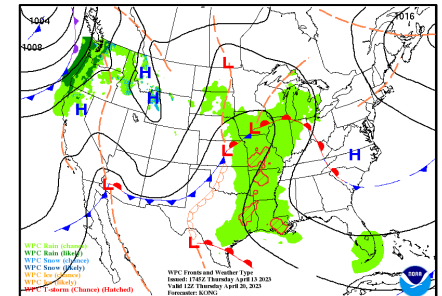 1004
1008
1016
L
H
H
H
L
L
L
L
L
H
WPC Fronts and Weather Type
Issued: 1745Z Thursday April 13 2023
Valid 12Z Thursday April 20, 2023
Forecaster: KONG
WPC Rain (chance)
WPC Rain (likely)
WPC Snow (chance)
WPC Snow (likely)
WPC Ice (chance)
WPC Ice (likely)
WPC T-storm (Chance) (Hatched)
NOAA